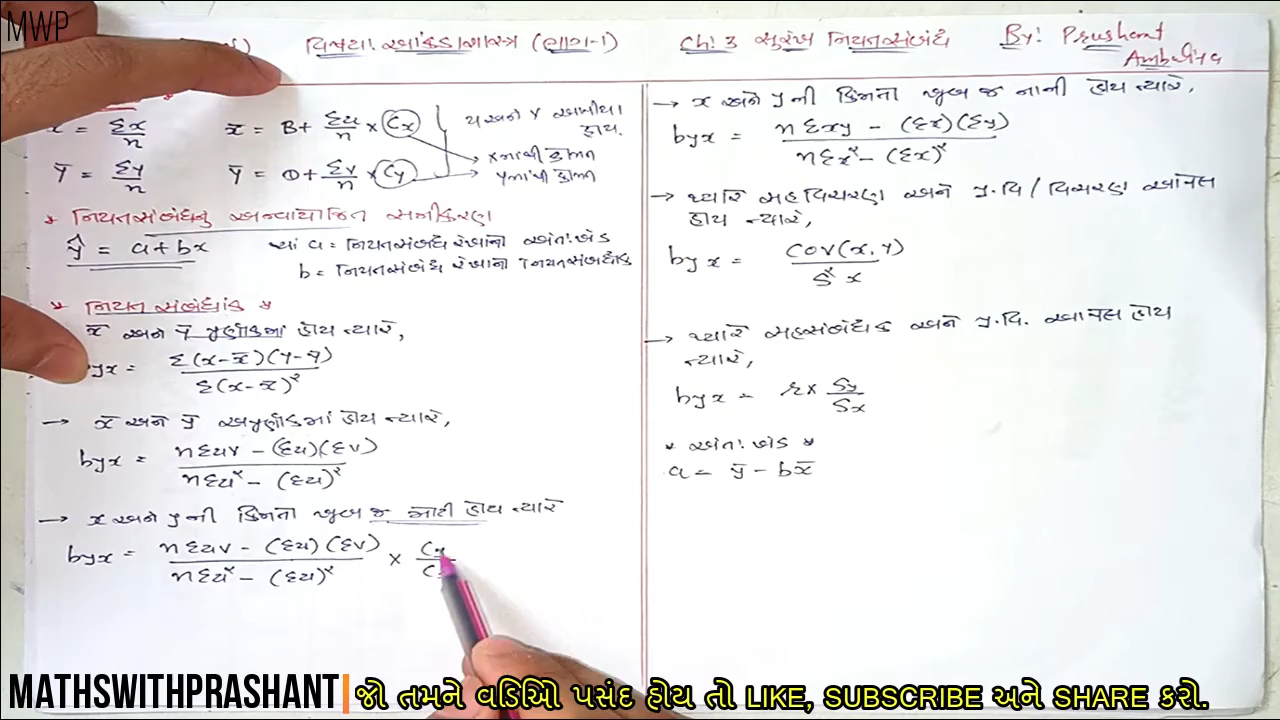 MWP
વિષય: આંકડાશાસ્ત્ર (ભાગ-1) Ch: 3 સુરેખ નિયતસંબંધ By: Prashant Ambaliya
x̄ = Σx/n x̄ = A + Σu/n × Cx
ȳ = Σy/n ȳ = B + Σv/n × Cy
હોય.
* નિયતસંબંધનું અન્વાયોજિત સમીકરણ
ŷ = a + bx જ્યાં a = નિયતસંબંધ રેખાનો અંત:ખંડ
b = નિયતસંબંધ રેખાનો નિયતસંબંધાંક
* નિયત સંબંધાંક *
x̄ અને ȳ પૂર્ણાંકમાં હોય ત્યારે,
byx = Σ(x-x̄)(y-ȳ) / Σ(x-x̄)²
→ x̄ અને ȳ અપૂર્ણાંકમાં હોય ત્યારે,
byx = nΣuv - (Σu)(Σv) / nΣu² - (Σu)²
→ x અને y ની કિંમતો ખૂબ જ મોટી હોય ત્યારે
byx = nΣuv - (Σu)(Σv) / nΣu² - (Σu)² ×
→ x અને y ની કિંમતો ખૂબ જ નાની હોય ત્યારે,
byx = nΣxy - (Σx)(Σy) / nΣx² - (Σx)²
→ જ્યારે સહવિચરણ અને પ્ર.વિ / વિચરણ આપેલ
હોય ત્યારે,
byx = COV(x,y) / S²x
→ જ્યારે સહસંબંધાંક અને પ્ર.વિ. આપેલ હોય
ત્યારે,
byx = r × Sy/Sx
* અંત:ખંડ *
a = ȳ - bx̄
MATHSWITHPRASHANT | જો તમને વડિઓિ પસંદ હોય તો LIKE, SUBSCRIBE અને SHARE કરો.